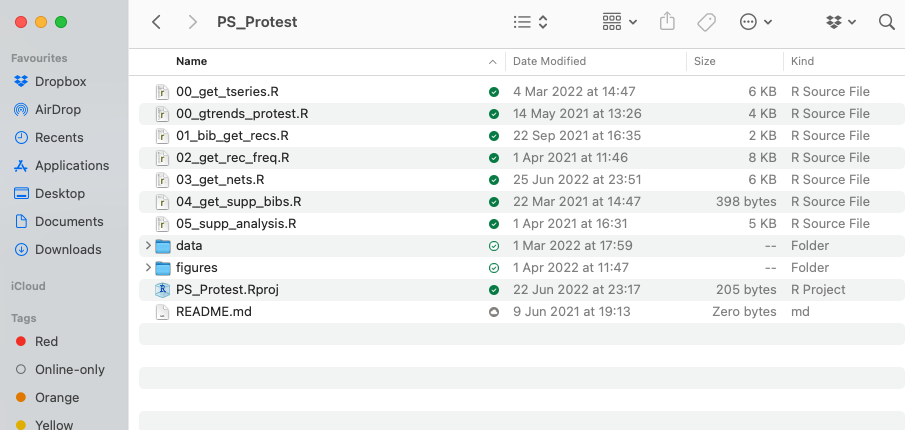 PS_Protest
Favourites
Dropbox
AirDrop
Recents
Applications
Desktop
Documents
Downloads
iCloud
Tags
Red
Online-only
Orange
Yellow
Name Date Modified Size Kind
00_get_tseries.R 4 Mar 2022 at 14:47 6 KB R Source File
00_gtrends_protest.R 14 May 2021 at 13:26 4 KB R Source File
01_bib_get_recs.R 22 Sep 2021 at 16:35 2 KB R Source File
02_get_rec_freq.R 1 Apr 2021 at 11:46 8 KB R Source File
03_get_nets.R 25 Jun 2022 at 23:51 6 KB R Source File
04_get_supp_bibs.R 22 Mar 2021 at 14:47 398 bytes R Source File
05_supp_analysis.R 1 Apr 2021 at 16:31 5 KB R Source File
data 1 Mar 2022 at 17:59 -- Folder
figures 1 Apr 2022 at 11:47 -- Folder
PS_Protest.Rproj 22 Jun 2022 at 23:17 205 bytes R Project
README.md 9 Jun 2021 at 19:13 Zero bytes md